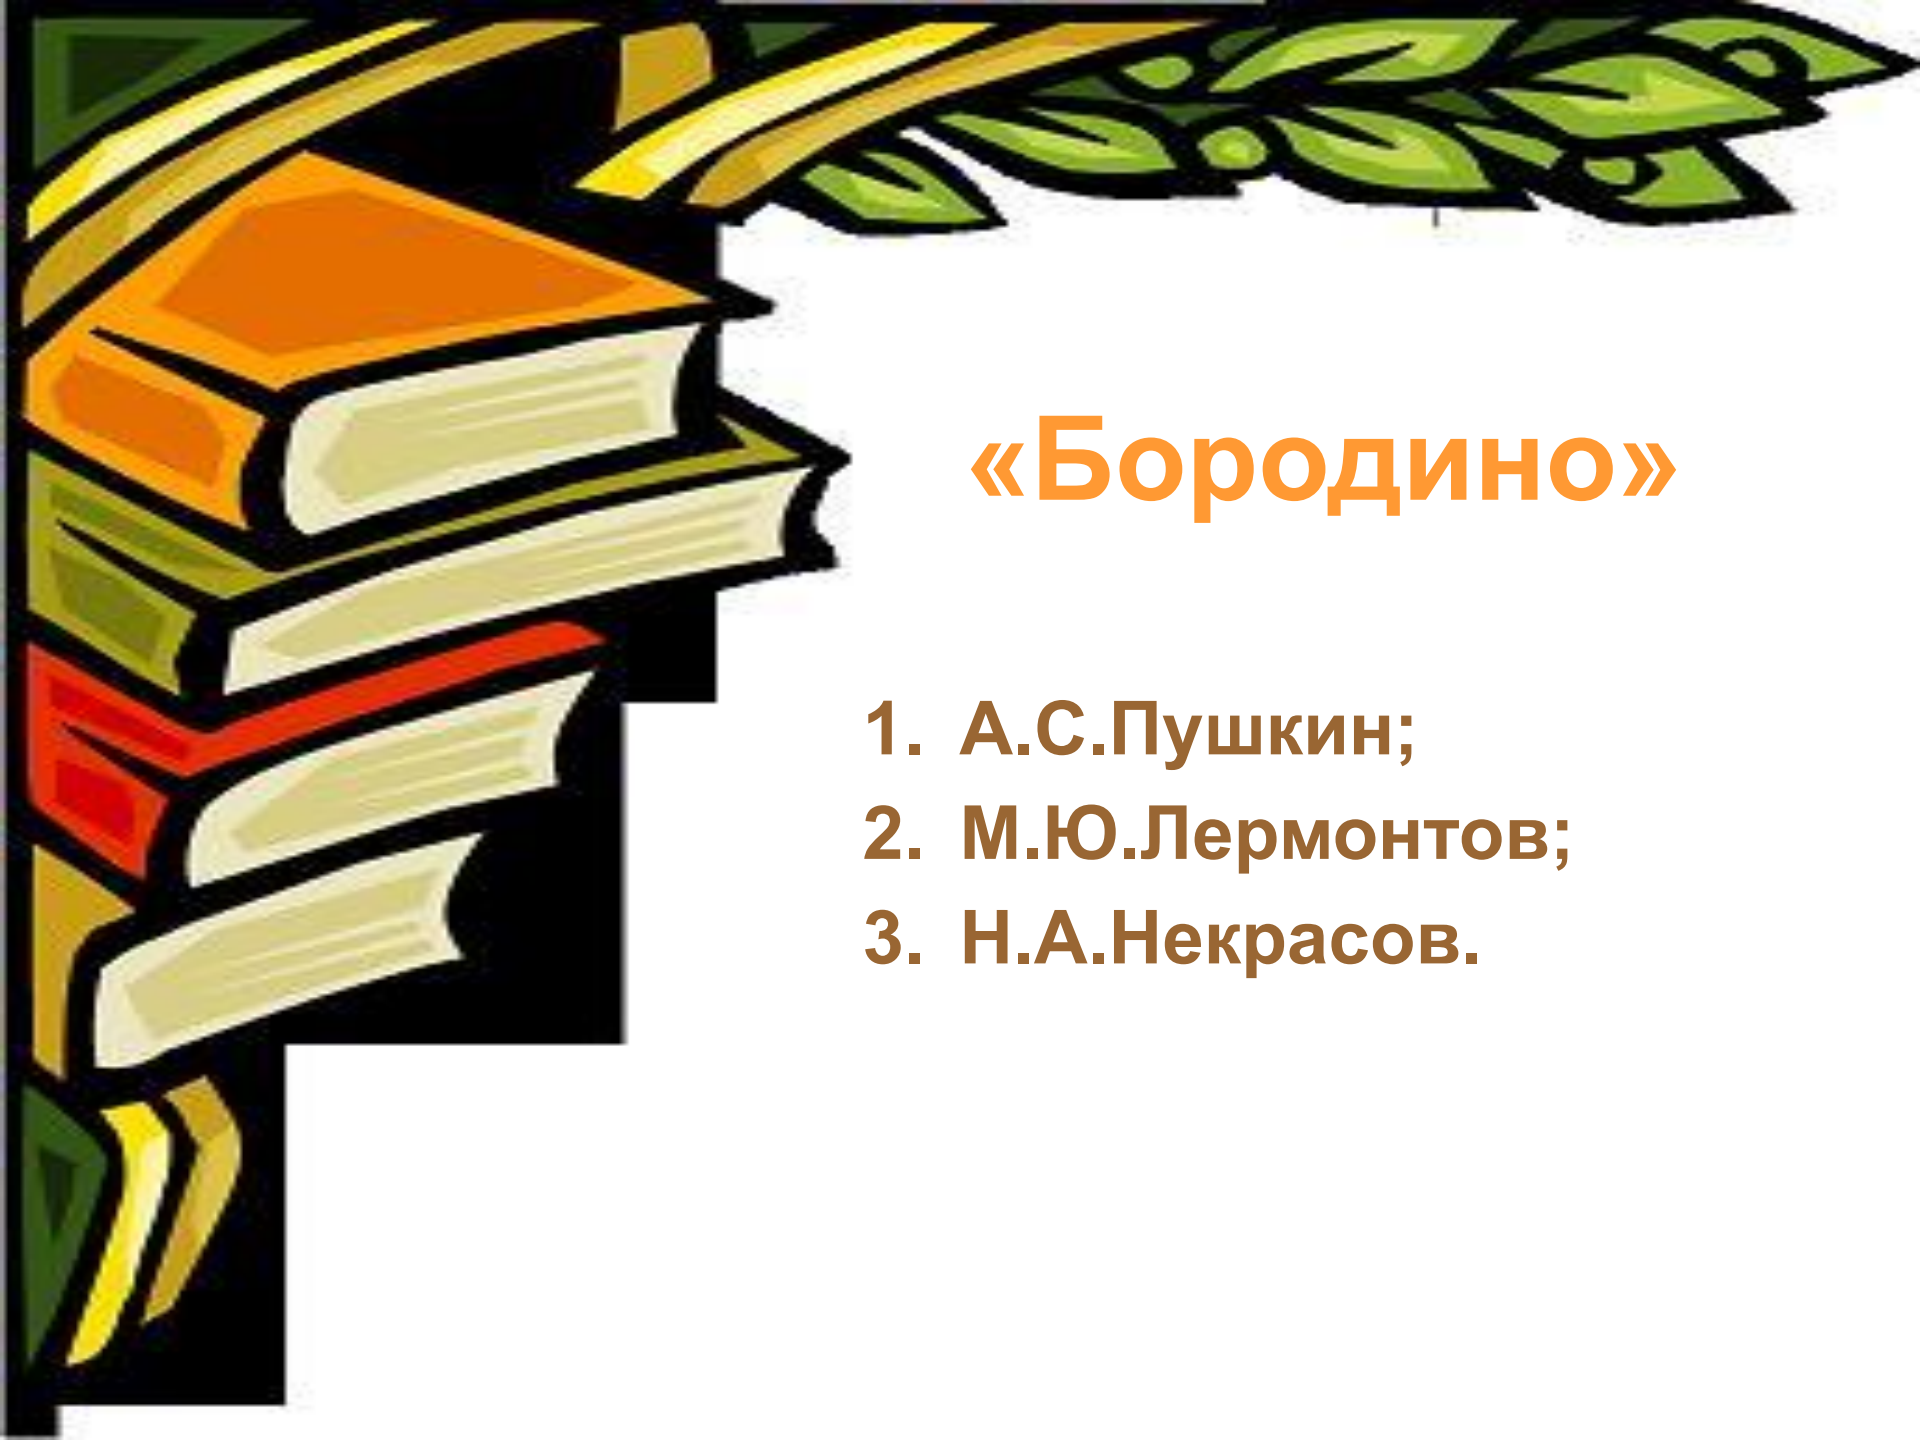 «Бородино»
1. А.С.Пушкин;
2. М.Ю.Лермонтов;
3. Н.А.Некрасов.